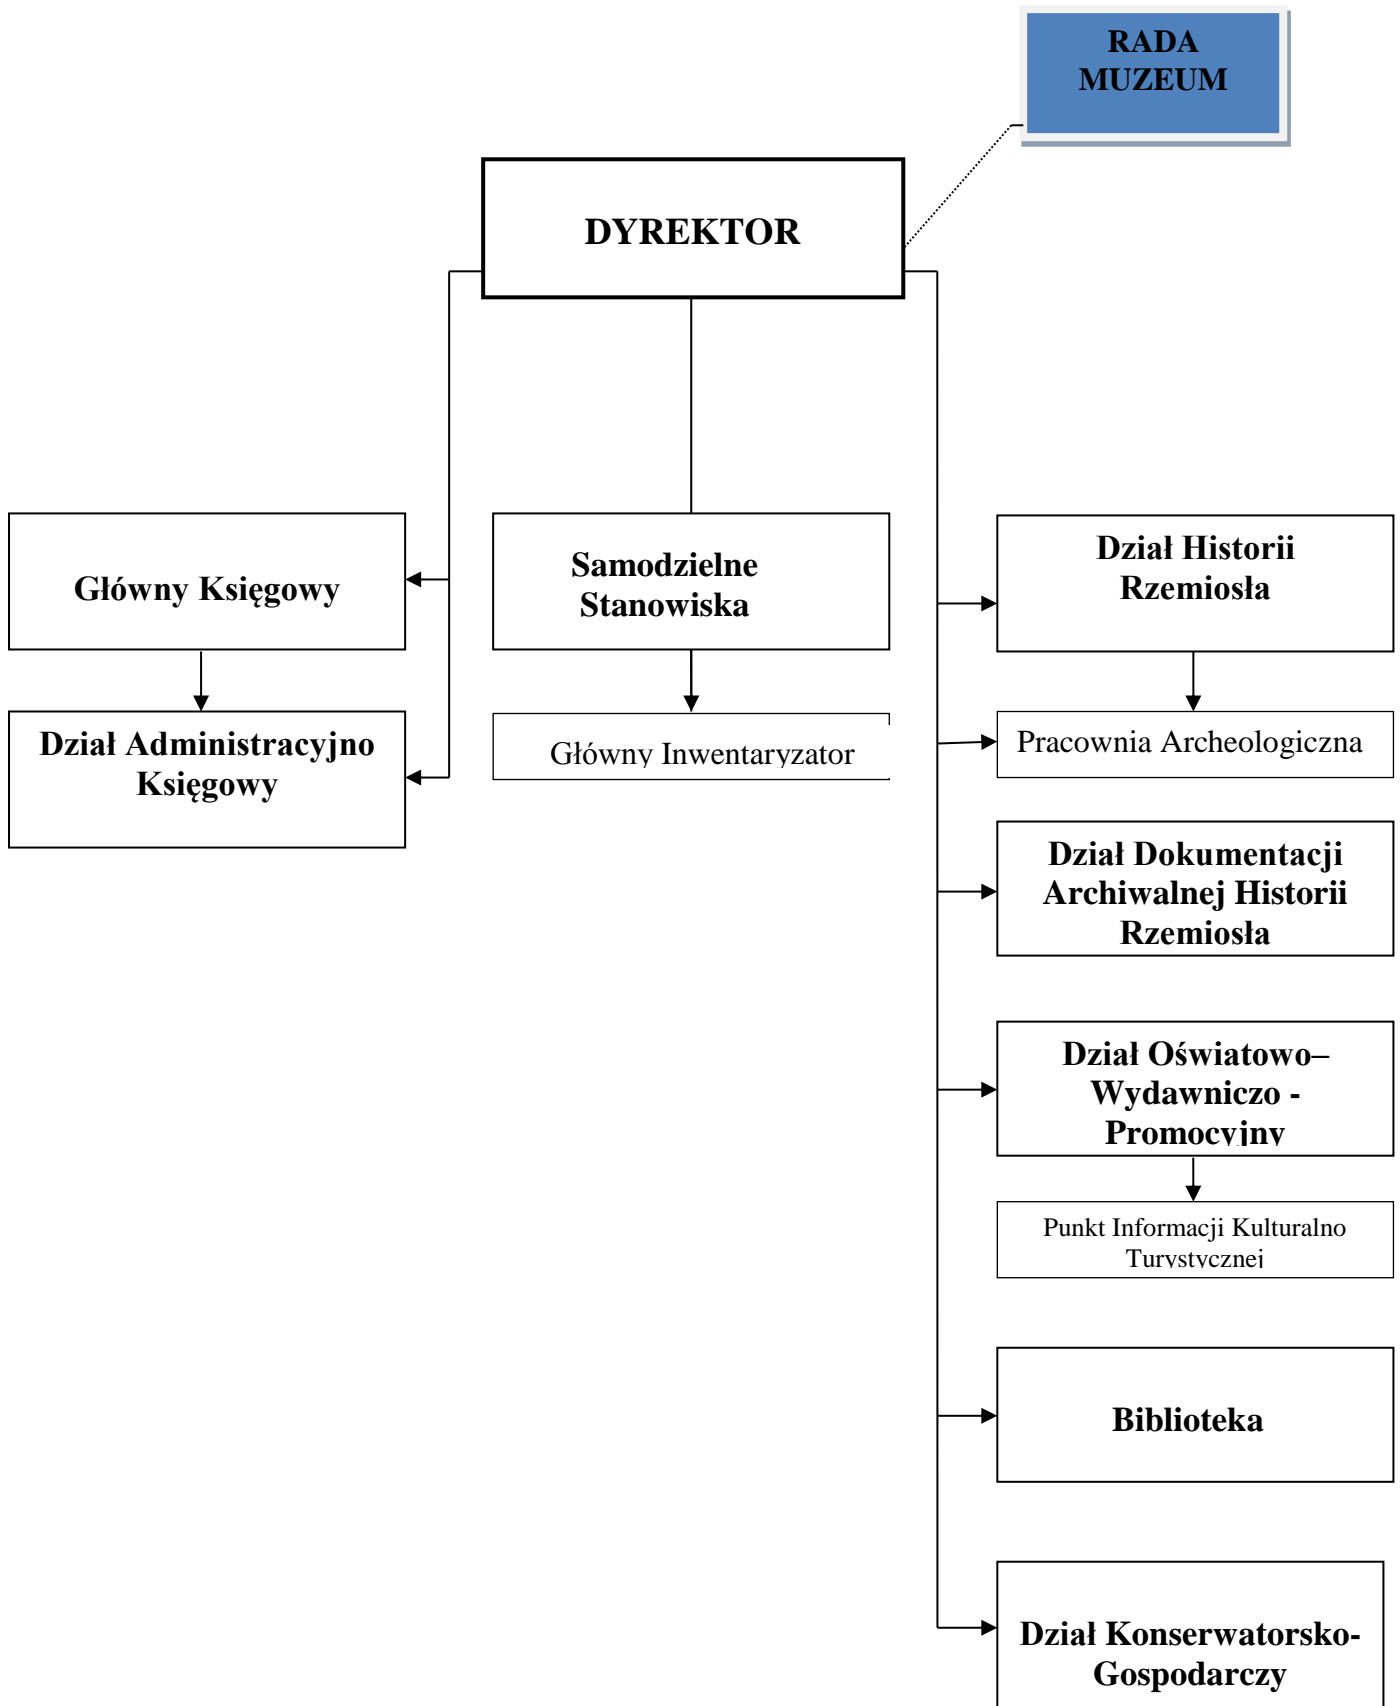 RADA
MUZEUM
DYREKTOR
Główny Księgowy
Samodzielne
Stanowiska
Dział Historii
Rzemiosła
Dział Administracyjno
Księgowy
Główny Inwentaryzator
Pracownia Archeologiczna
Dział Dokumentacji
Archiwalnej Historii
Rzemiosła
Dział Oświatowo–
Wydawniczo -
Promocyjny
Punkt Informacji Kulturalno
Turystycznej
Biblioteka
Dział Konserwatorsko-
Gospodarczy